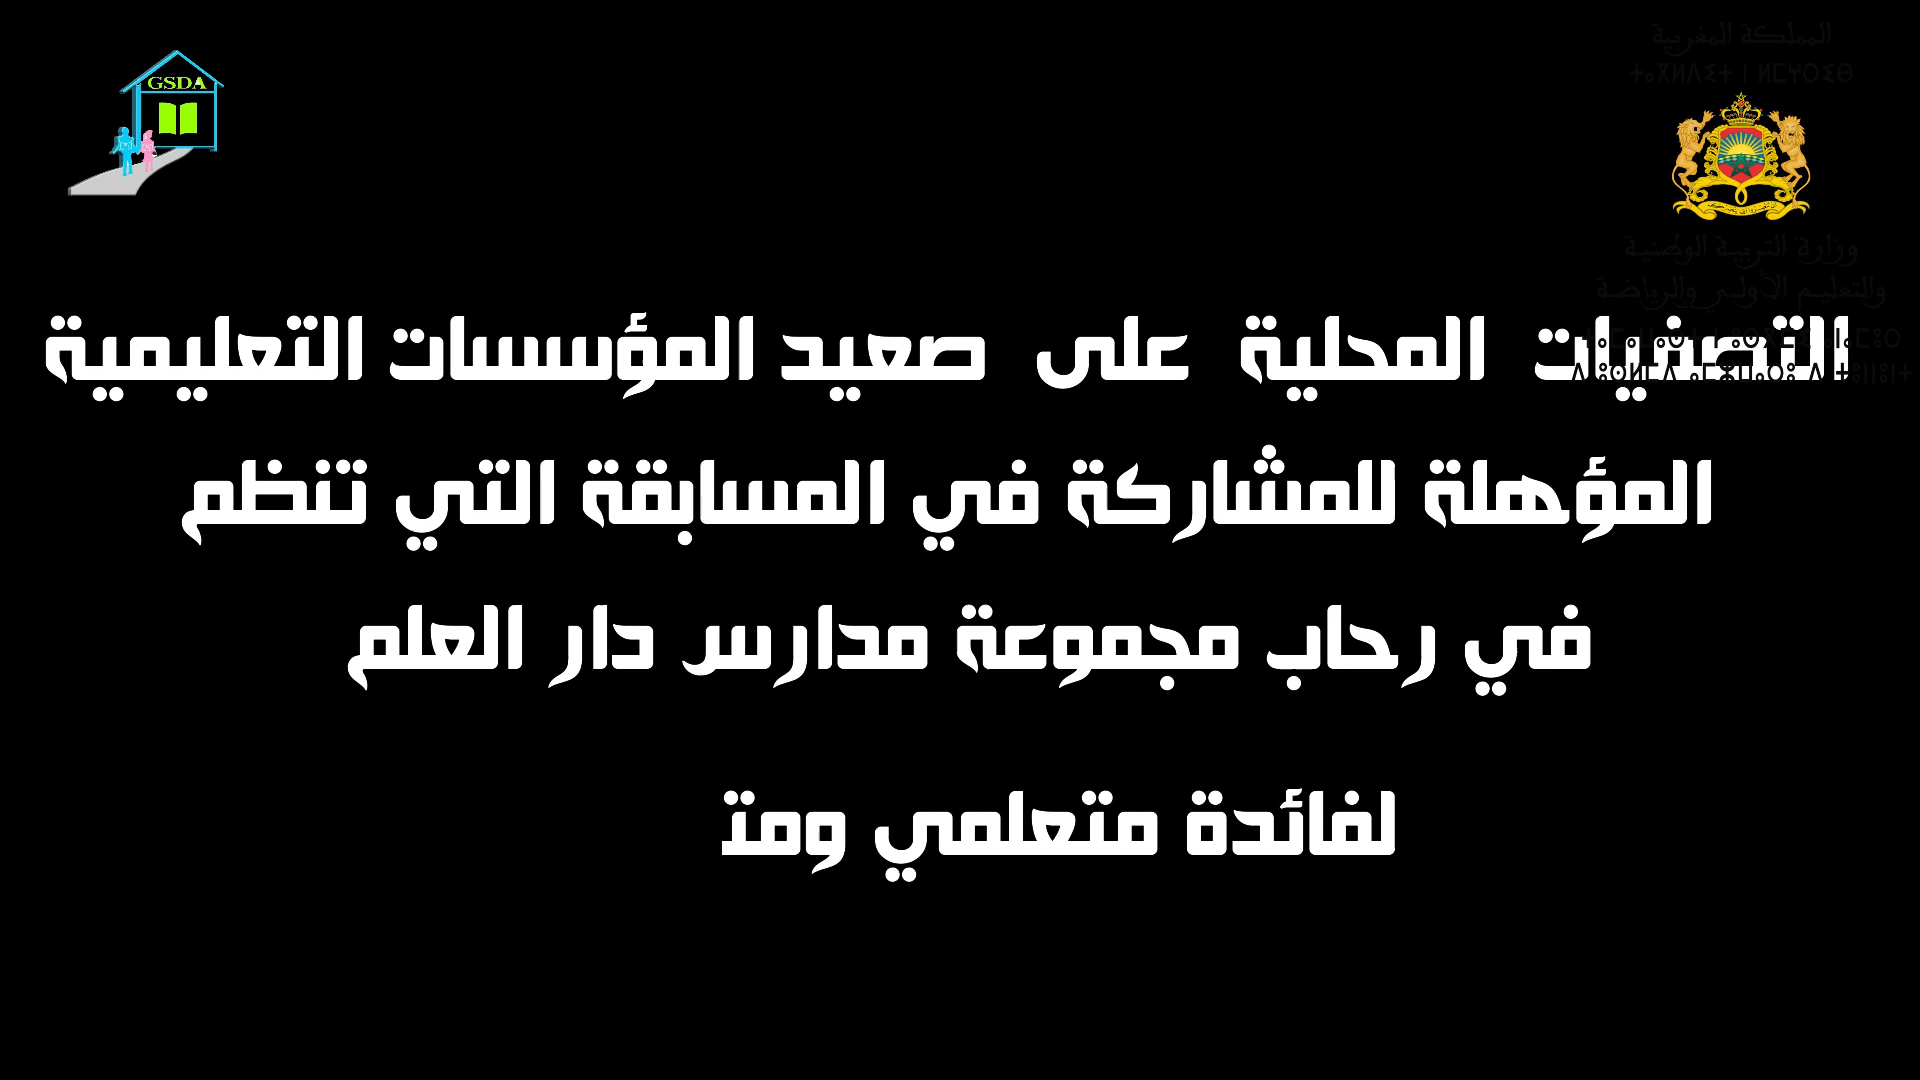 GSDA
المملكة المغربية
ⵜⴰⴳⵍⴷⵉⵜ ⵏ ⵍⵎⵖⵔⵉⴱ
وزارة التربية الوطنية
والتعليم الأولي والرياضة
التصفيات المحلية على صعيد المؤسسات التعليمية
المؤهلة للمشاركة في المسابقة التي تنظم
في رحاب مجموعة مدارس دار العلم
لفائدة متعلمي ومتـ